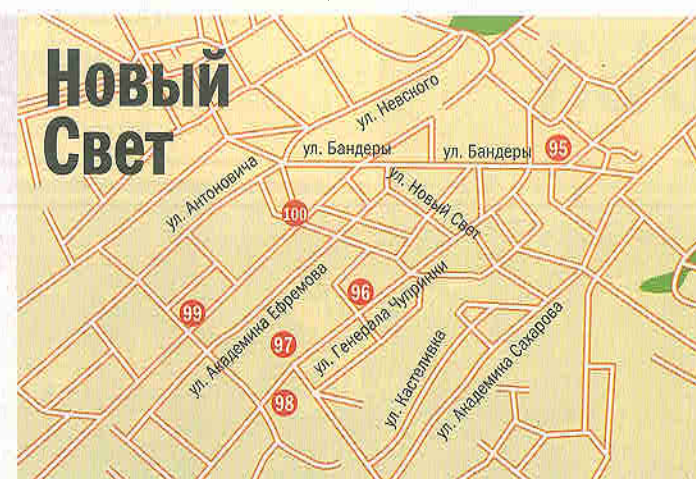 Новый
Свет
ул. Невского
ул. Бандеры
ул. Бандеры
95
ул. Антоновича
ул. Новый Свет
100
96
99
ул. Академика Ефремова
ул. Генерала Чупринки
97
98
ул. Кастеливка
ул. Академика Сахарова